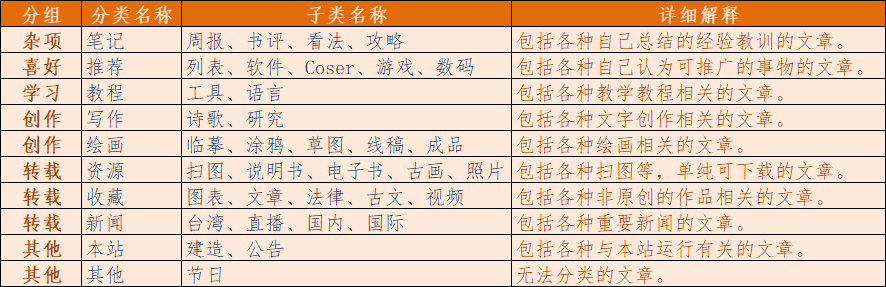 分组 分类名称 子类名称 详细解释
杂项 笔记 周报、书评、看法、攻略 包括各种自己总结的经验教训的文章。
喜好 推荐 列表、软件、Coser、游戏、数码 包括各种自己认为可推广的事物的文章。
学习 教程 工具、语言 包括各种教学教程相关的文章。
创作 写作 诗歌、研究 包括各种文字创作相关的文章。
创作 绘画 临摹、涂鸦、草图、线稿、成品 包括各种绘画相关的文章。
转载 资源 扫图、说明书、电子书、古画、照片 包括各种扫图等，单纯可下载的文章。
转载 收藏 图表、文章、法律、古文、视频 包括各种非原创的作品相关的文章。
转载 新闻 台湾、直播、国内、国际 包括各种重要新闻的文章。
其他 本站 建造、公告 包括各种与本站运行有关的文章。
其他 其他 节日 无法分类的文章。